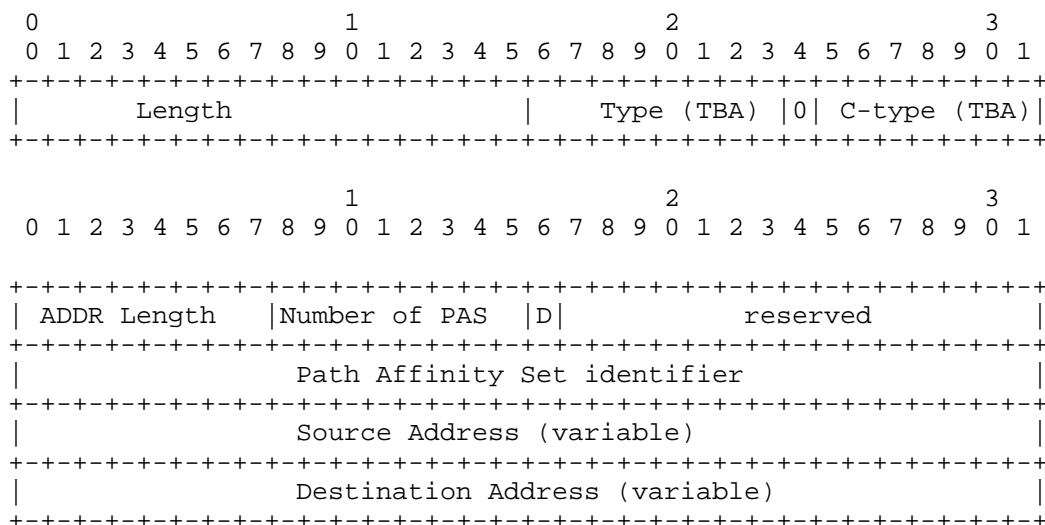 0                   1                   2                   3
 0 1 2 3 4 5 6 7 8 9 0 1 2 3 4 5 6 7 8 9 0 1 2 3 4 5 6 7 8 9 0 1
+-+-+-+-+-+-+-+-+-+-+-+-+-+-+-+-+-+-+-+-+-+-+-+-+-+-+-+-+-+-+-+-+
|       Length                  |    Type (TBA) |0| C-type (TBA)|
+-+-+-+-+-+-+-+-+-+-+-+-+-+-+-+-+-+-+-+-+-+-+-+-+-+-+-+-+-+-+-+-+

                     1                   2                   3
 0 1 2 3 4 5 6 7 8 9 0 1 2 3 4 5 6 7 8 9 0 1 2 3 4 5 6 7 8 9 0 1

+-+-+-+-+-+-+-+-+-+-+-+-+-+-+-+-+-+-+-+-+-+-+-+-+-+-+-+-+-+-+-+-+
| ADDR Length   |Number of PAS  |D|           reserved          |
+-+-+-+-+-+-+-+-+-+-+-+-+-+-+-+-+-+-+-+-+-+-+-+-+-+-+-+-+-+-+-+-+
|                 Path Affinity Set identifier                  |
+-+-+-+-+-+-+-+-+-+-+-+-+-+-+-+-+-+-+-+-+-+-+-+-+-+-+-+-+-+-+-+-+
|                 Source Address (variable)                     |
+-+-+-+-+-+-+-+-+-+-+-+-+-+-+-+-+-+-+-+-+-+-+-+-+-+-+-+-+-+-+-+-+
|                 Destination Address (variable)                |
+-+-+-+-+-+-+-+-+-+-+-+-+-+-+-+-+-+-+-+-+-+-+-+-+-+-+-+-+-+-+-+-+